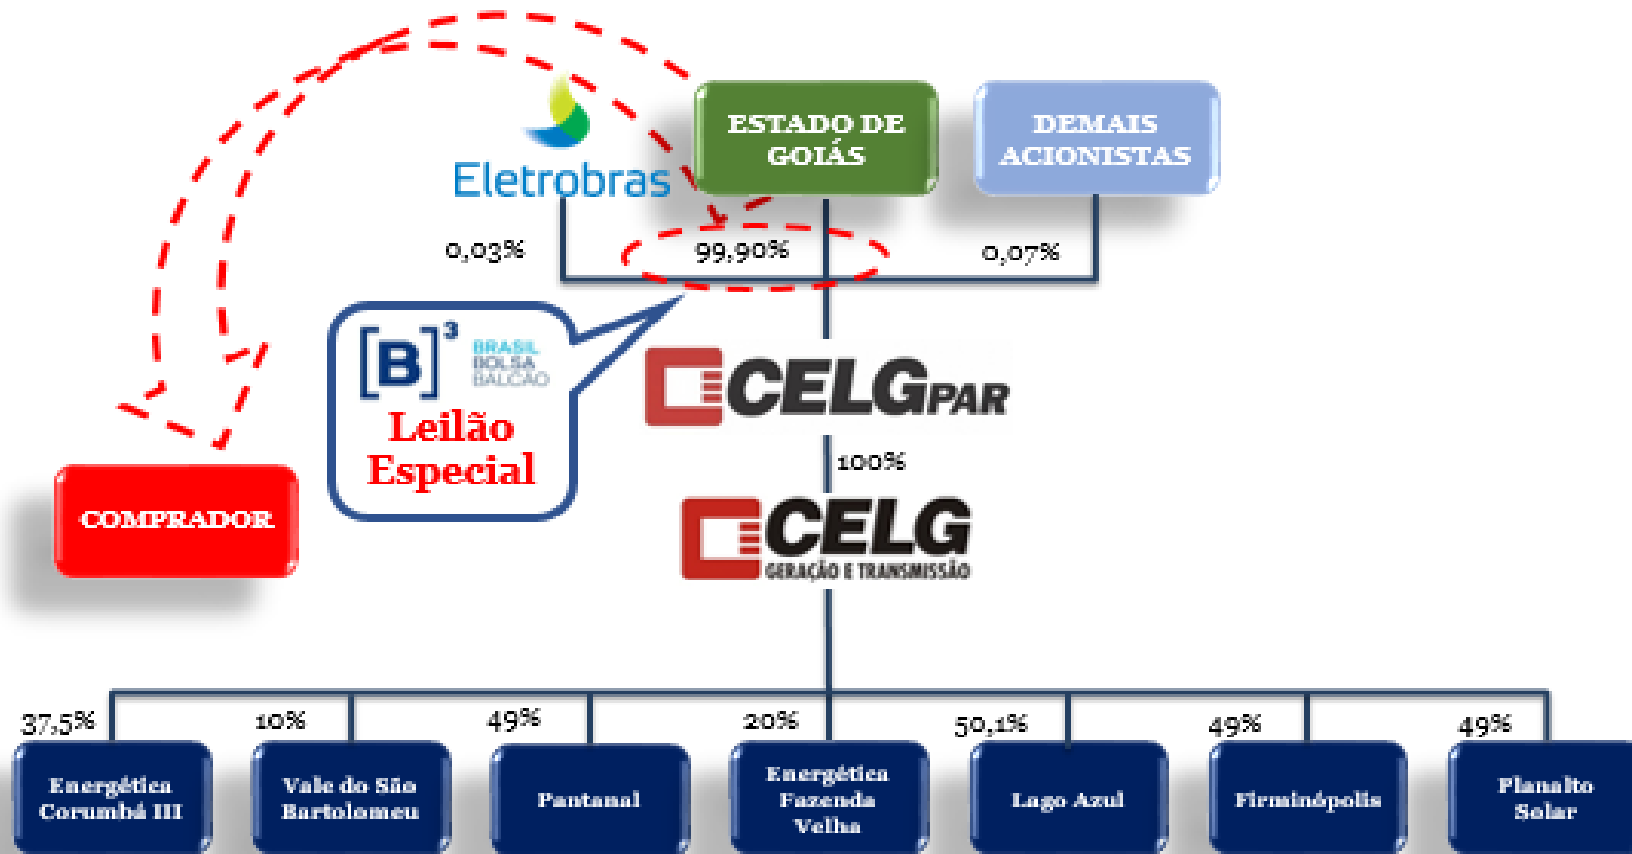 Eletrobras
ESTADO DE
GOIÁS
DEMAIS
ACIONISTAS
0,03%
99,90%
0,07%
[B]³
BRASIL
BOLSA
BALCÃO
Leilão
Especial
CELGPAR
100%
COMPRADOR
CELG
GERAÇÃO E TRANSMISSÃO
37,5%
10%
49%
20%
50,1%
49%
49%
Energética
Corumbá III
Vale do São
Bartolomeu
Pantanal
Energética
Fazenda
Velha
Lago Azul
Firminópolis
Planalto
Solar